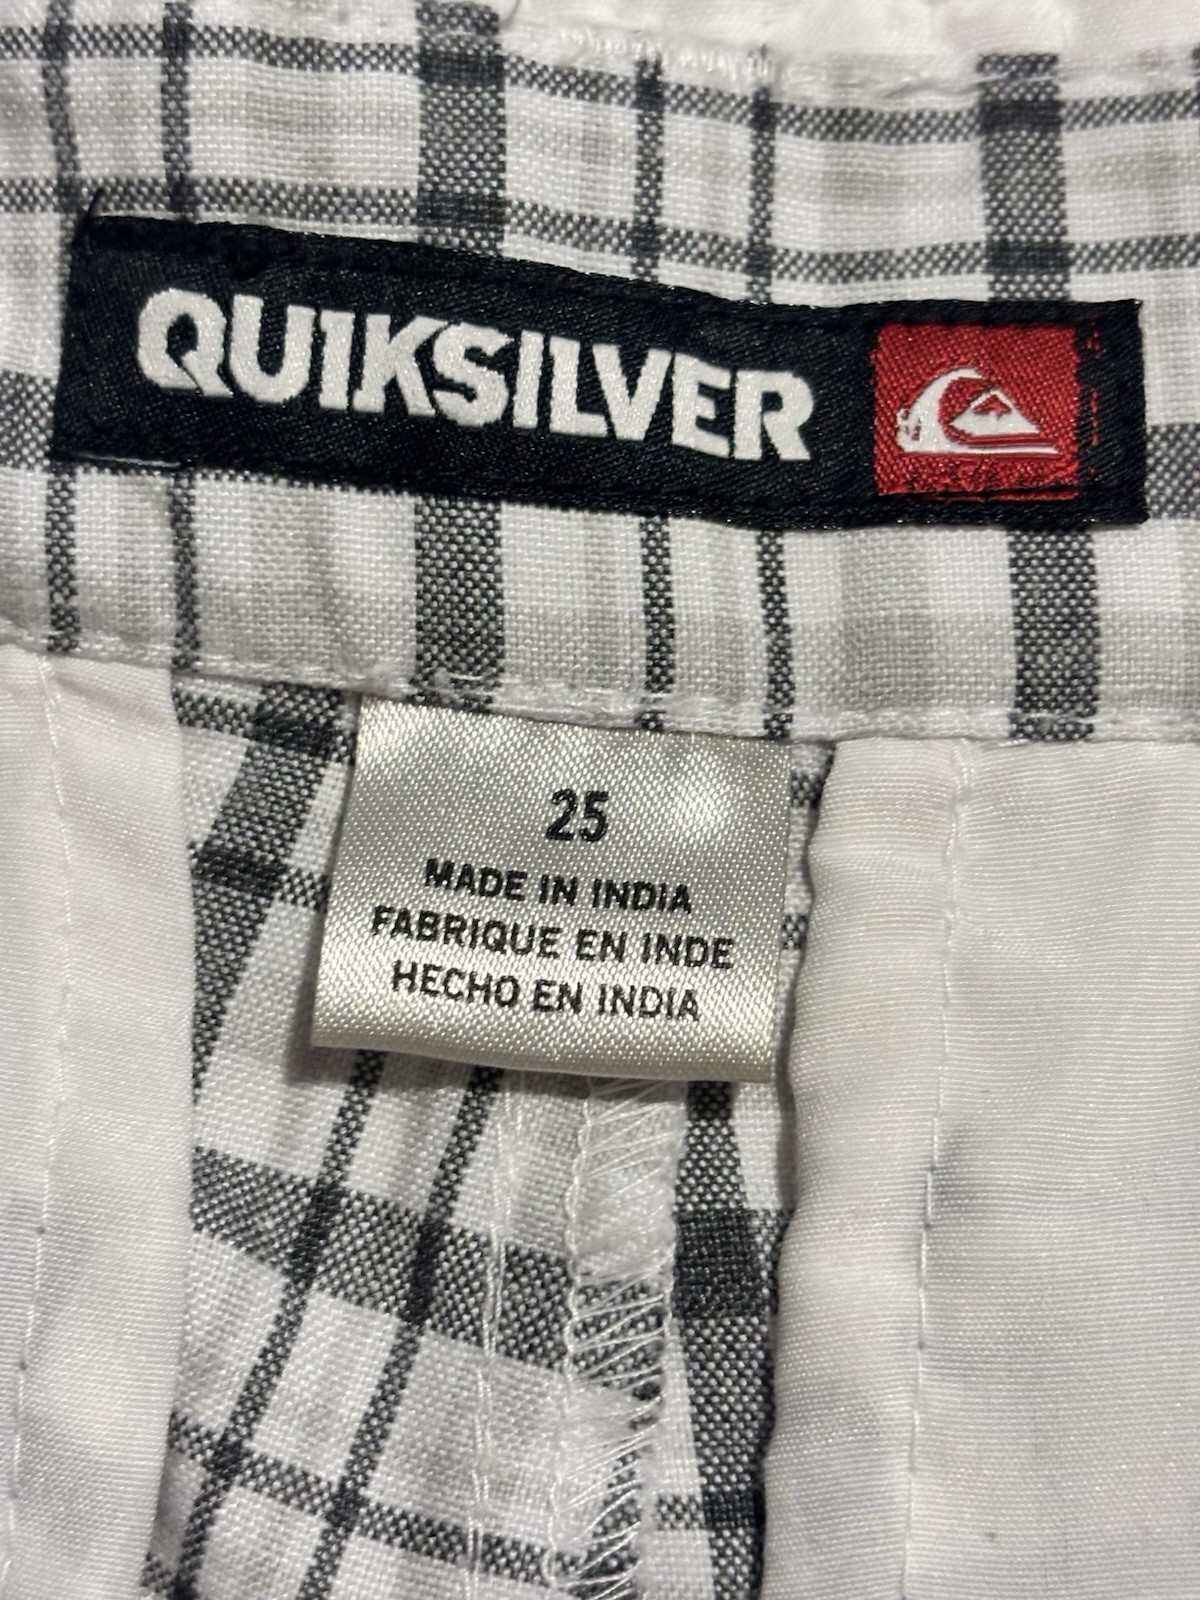 QUIKSILVER
25
MADE IN INDIA
FABRIQUE EN INDE
HECHO EN INDIA